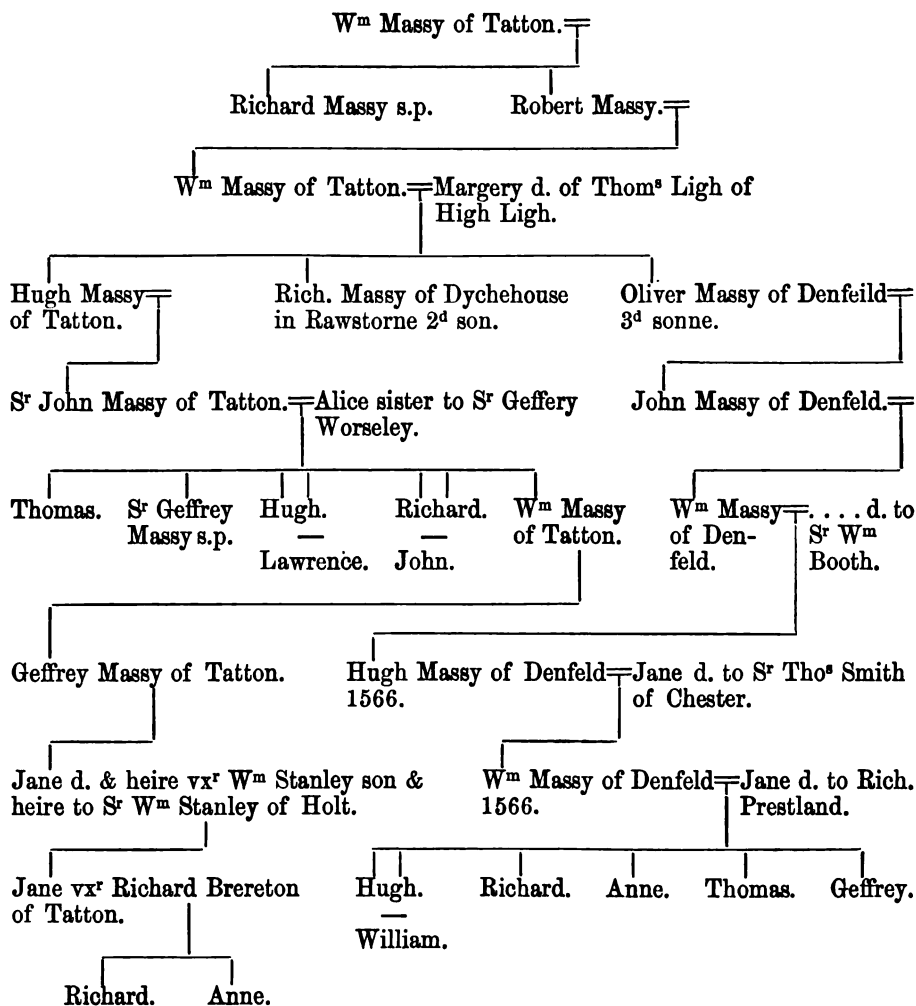 Wᵐ Massy of Tatton.
Richard Massy s.p.
Robert Massy.
Wᵐ Massy of Tatton.
Margery d. of Thomˢ Ligh of
High Ligh.
Hugh Massy
of Tatton.
Rich. Massy of Dychehouse
in Rawstorne 2ᵈ son.
Oliver Massy of Denfeild
3ᵈ sonne.
Sʳ John Massy of Tatton.
Alice sister to Sʳ Geffery
Worseley.
John Massy of Denfeld.
Thomas.
Sʳ Geffrey
Massy s.p.
Hugh.
—
Lawrence.
Richard.
—
John.
Wᵐ Massy
of Tatton.
Wᵐ Massy
of Den-
feld.
. . . . d. to
Sʳ Wᵐ
Booth.
Geffrey Massy of Tatton.
Hugh Massy of Denfeld
1566.
Jane d. to Sʳ Thoˢ Smith
of Chester.
Jane d. & heire vxʳ Wᵐ Stanley son &
heire to Sʳ Wᵐ Stanley of Holt.
Wᵐ Massy of Denfeld
1566.
Jane d. to Rich.
Prestland.
Jane vxʳ Richard Brereton
of Tatton.
Hugh.
—
William.
Richard.
Anne.
Thomas.
Geffrey.
Richard.
Anne.